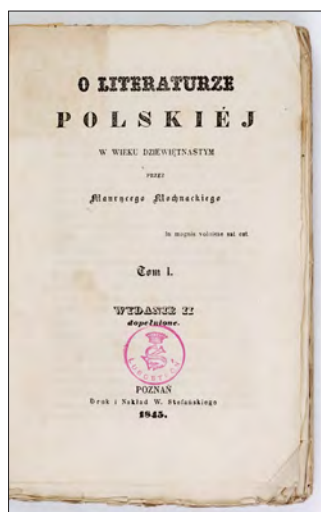 O LITERATURZE
POLSKIÉJ
W WIEKU DZIEWIĘTNASTYM
PRZEZ
Maurycego Mochnackiego
In magnis voluisse sat est.
Tom I.
WYDANIE II
dopełnione.
POZNAŃ
Druk i Nakład W. Stefańskiego
1845.